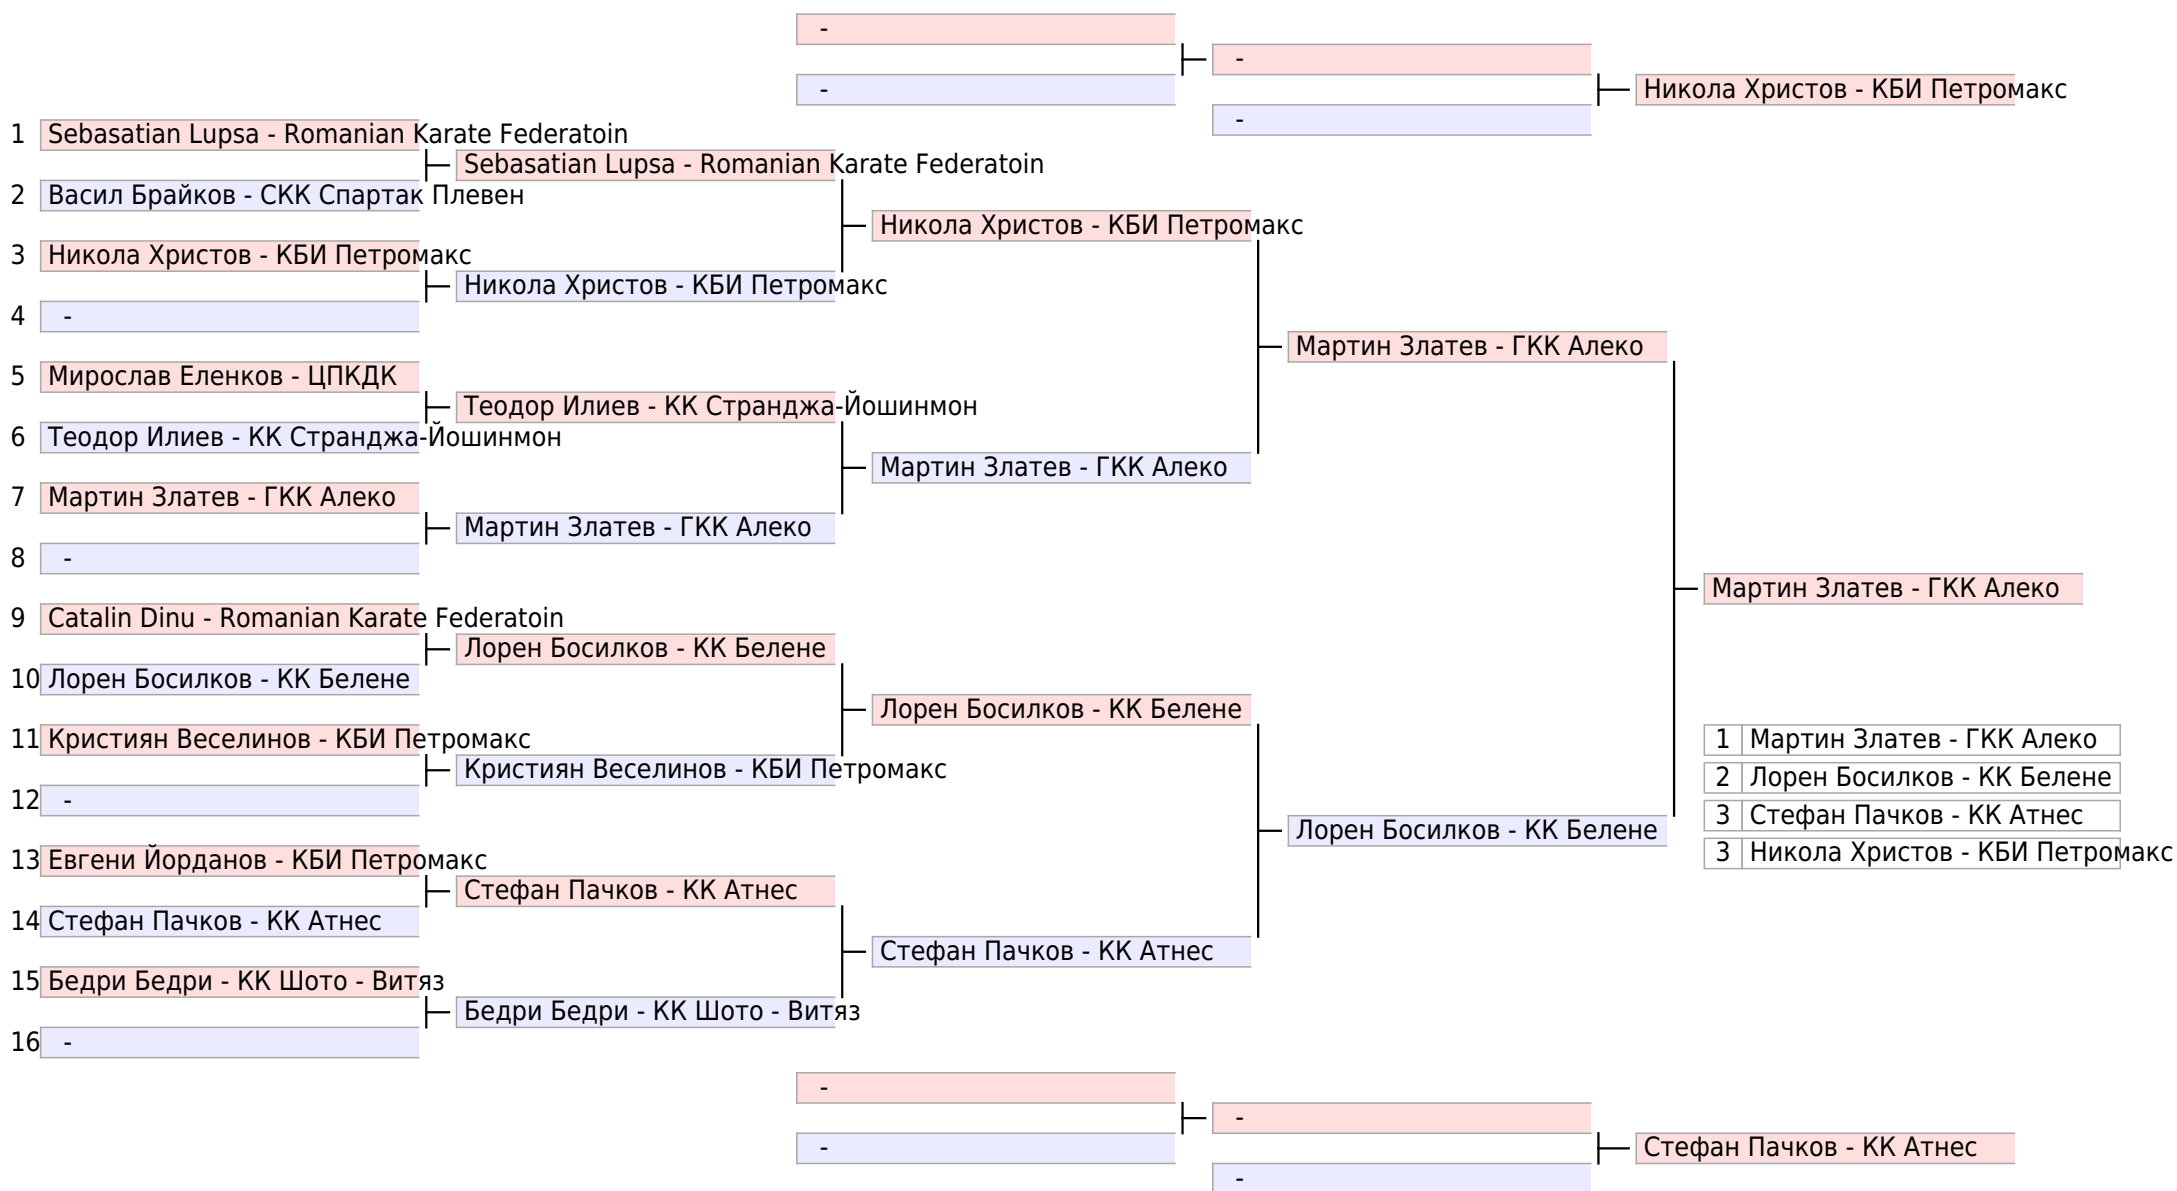 -
-
-
-
Никола Христов - КБИ Петромакс
1 Sebasatian Lupsa - Romanian Karate Federatoin
Sebasatian Lupsa - Romanian Karate Federatoin
2 Васил Брайков - СКК Спартак Плевен
Никола Христов - КБИ Петромакс
3 Никола Христов - КБИ Петромакс
Никола Христов - КБИ Петромакс
4 -
Мартин Златев - ГКК Алеко
5 Мирослав Еленков - ЦПКДК
Теодор Илиев - КК Странджа-Йошинмон
6 Теодор Илиев - КК Странджа-Йошинмон
Мартин Златев - ГКК Алеко
7 Мартин Златев - ГКК Алеко
Мартин Златев - ГКК Алеко
8 -
Мартин Златев - ГКК Алеко
9 Catalin Dinu - Romanian Karate Federatoin
Лорен Босилков - КК Белене
10 Лорен Босилков - КК Белене
Лорен Босилков - КК Белене
11 Кристиян Веселинов - КБИ Петромакс
Кристиян Веселинов - КБИ Петромакс
12 -
1 Мартин Златев - ГКК Алеко
2 Лорен Босилков - КК Белене
3 Стефан Пачков - КК Атнес
3 Никола Христов - КБИ Петромакс
Лорен Босилков - КК Белене
13 Евгени Йорданов - КБИ Петромакс
Стефан Пачков - КК Атнес
14 Стефан Пачков - КК Атнес
Стефан Пачков - КК Атнес
15 Бедри Бедри - КК Шото - Витяз
Бедри Бедри - КК Шото - Витяз
16 -
-
-
-
Стефан Пачков - КК Атнес
-